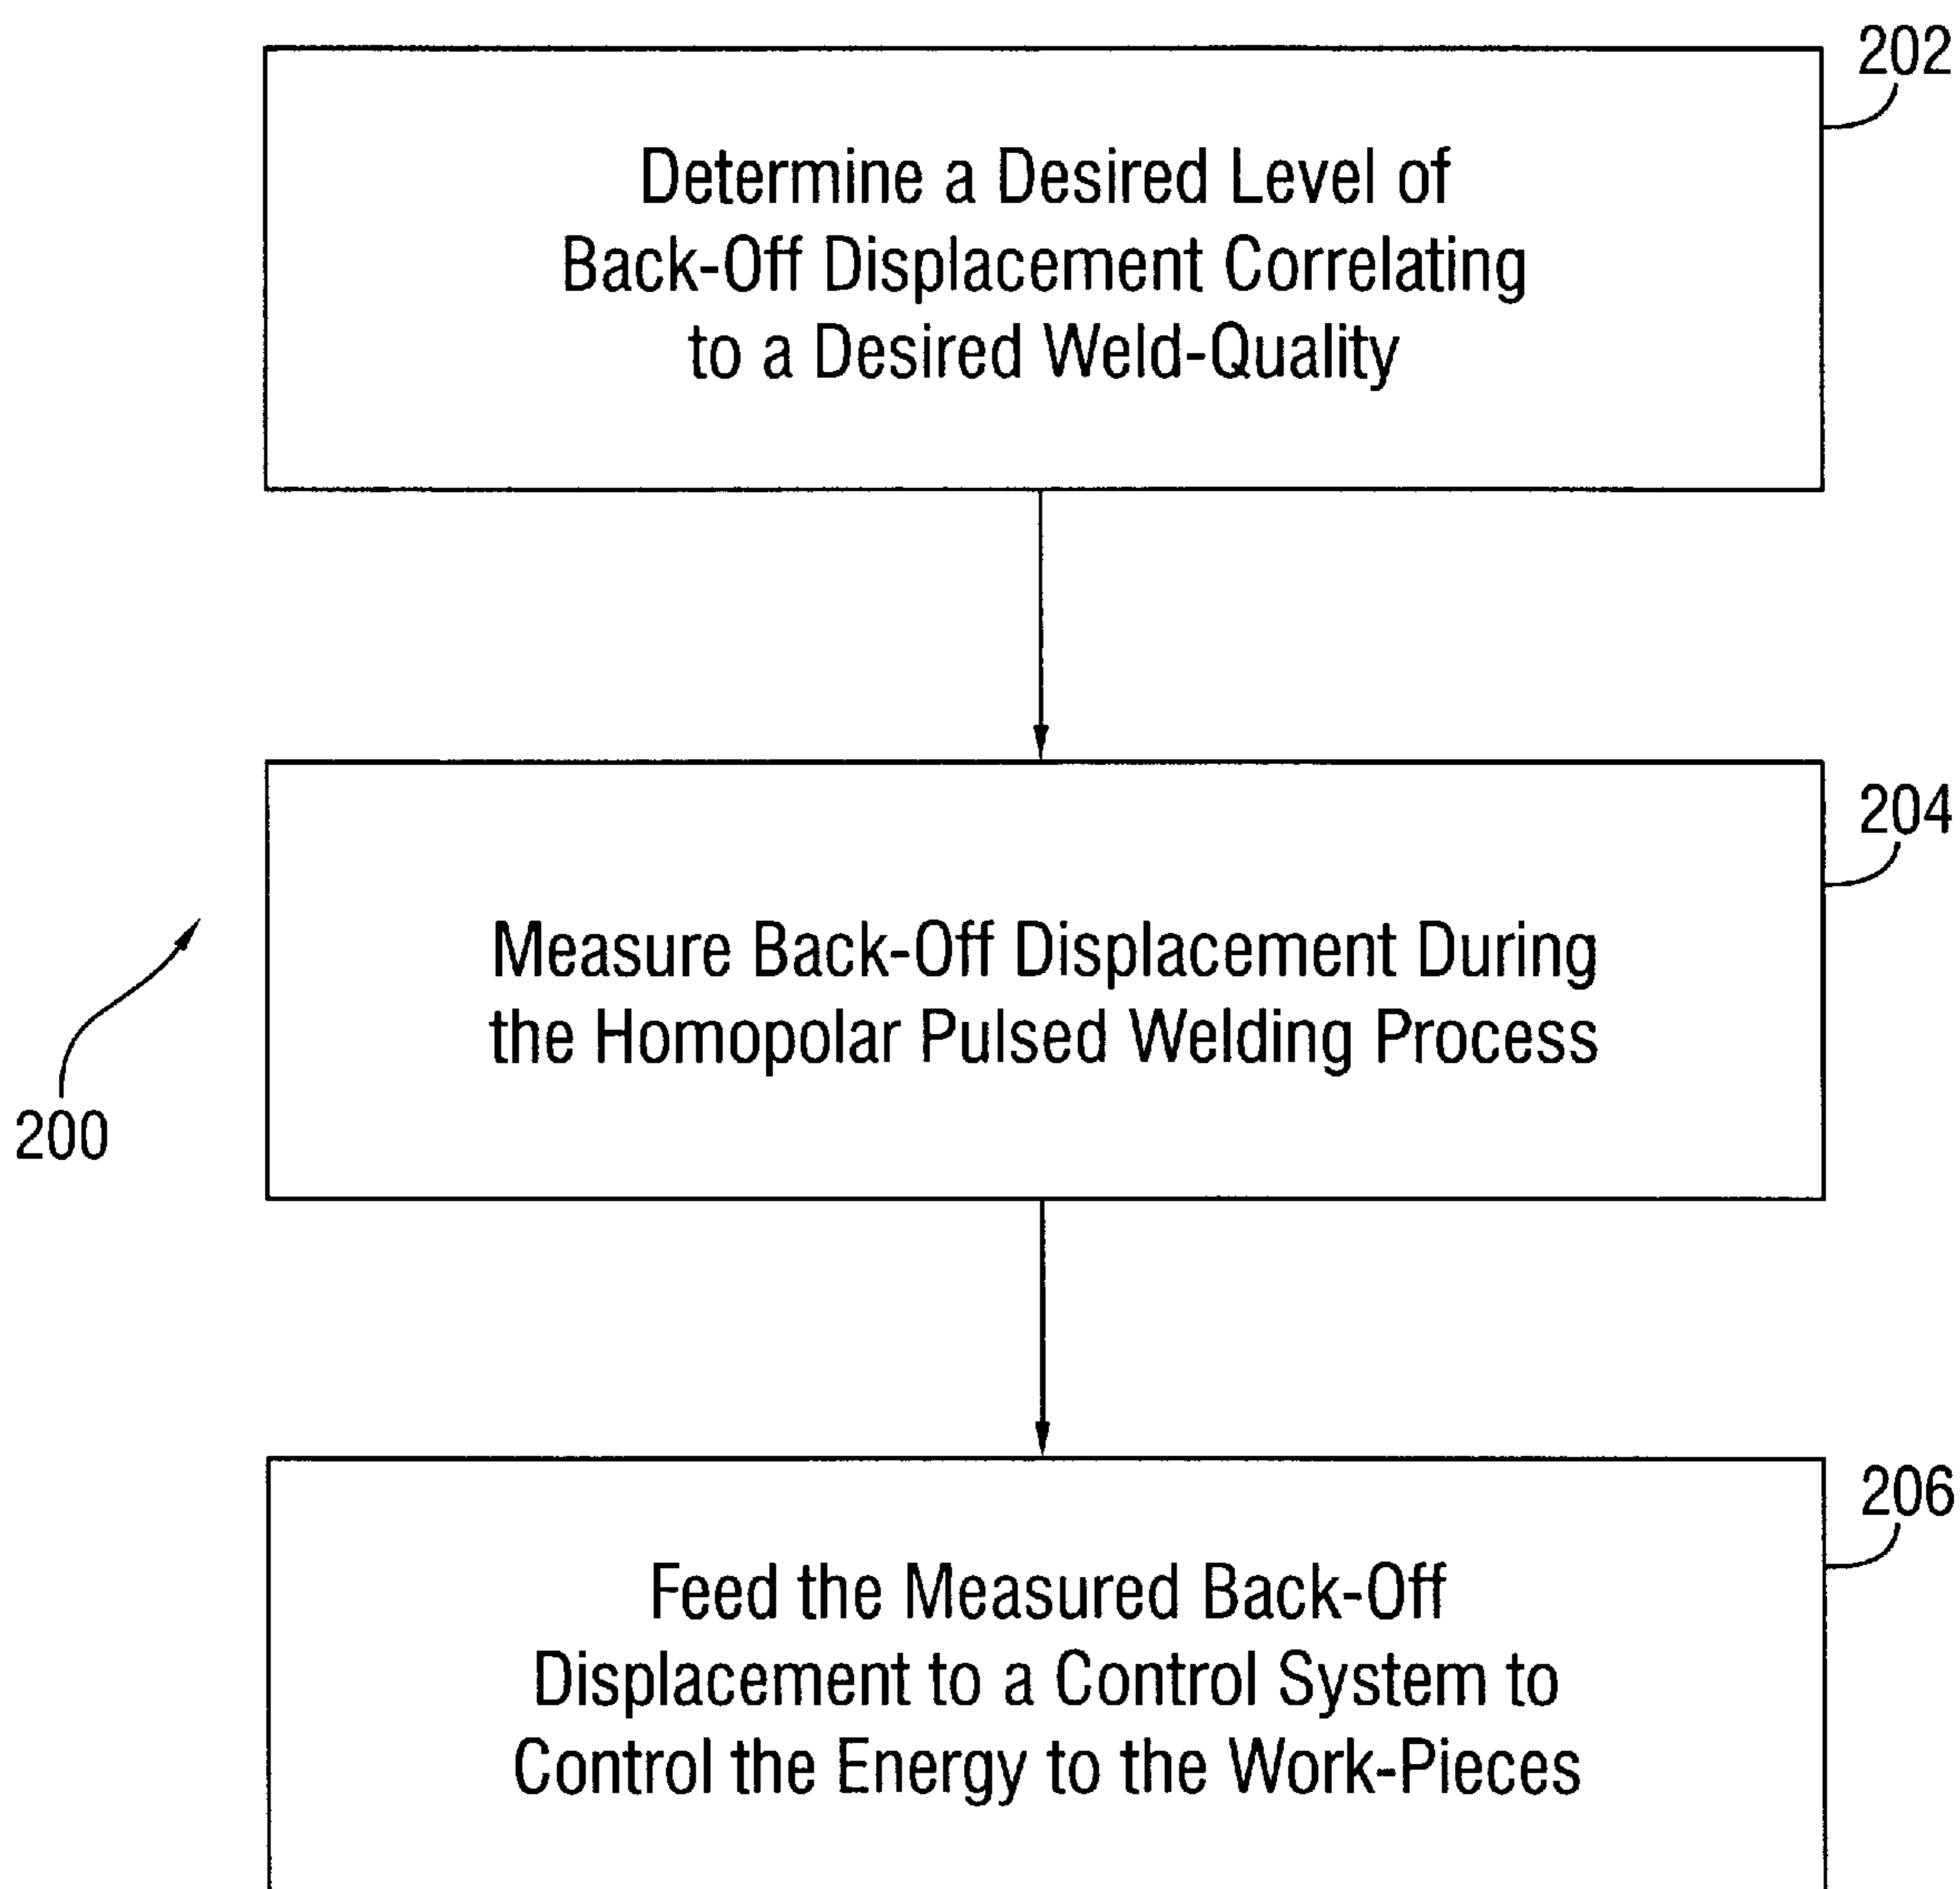 202
Determine a Desired Level of
Back-Off Displacement Correlating
to a Desired Weld-Quality
204
Measure Back-Off Displacement During
the Homopolar Pulsed Welding Process
200
206
Feed the Measured Back-Off
Displacement to a Control System to
Control the Energy to the Work-Pieces